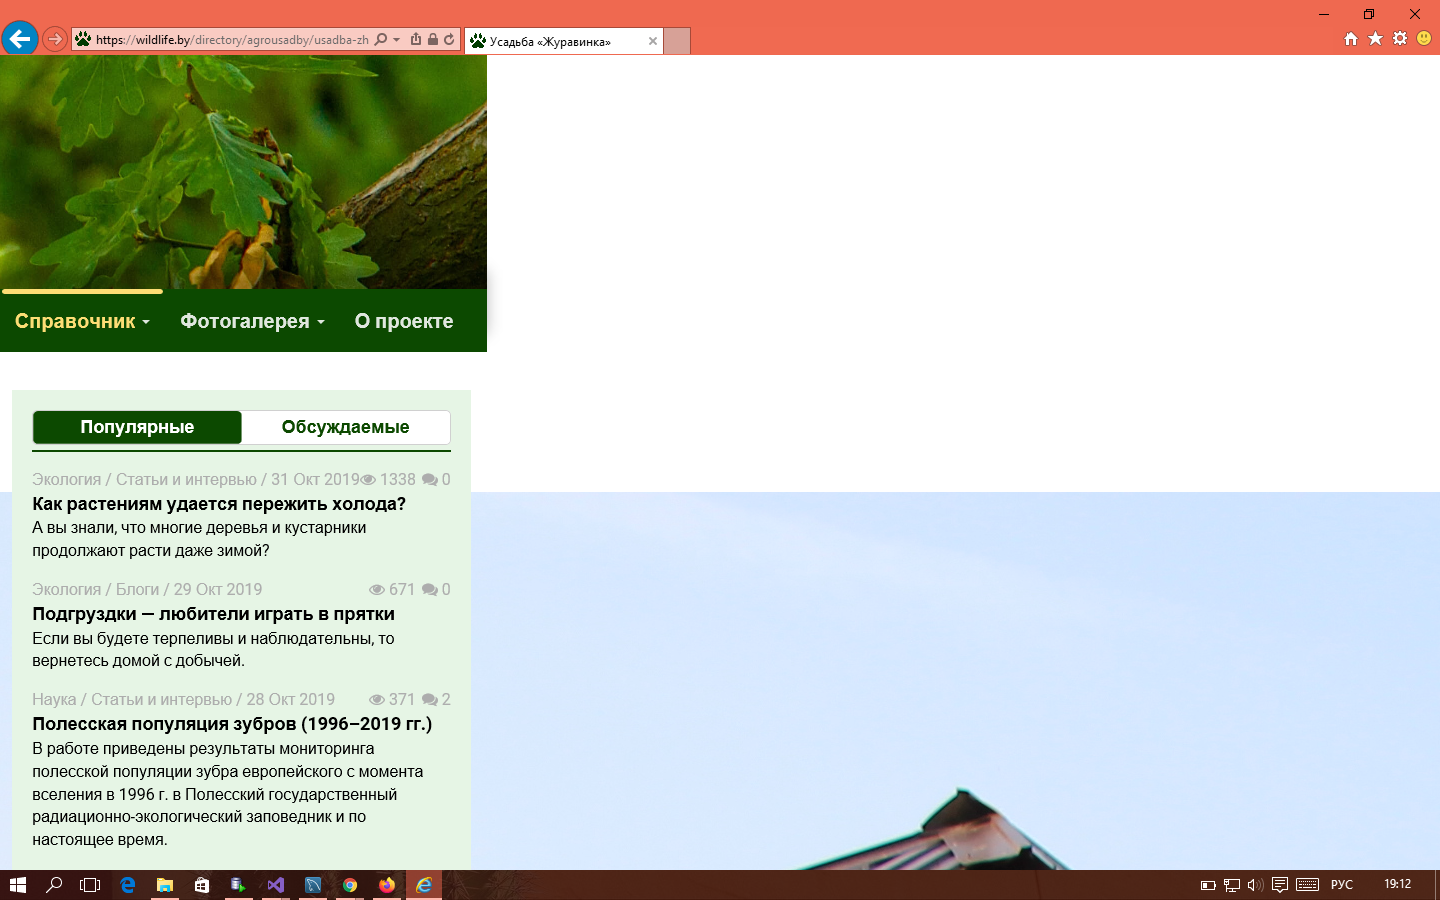 https://wildlife.by/directory/agrousadby/usadba-zh
Усадьба «Журавинка»
Справочник
Фотогалерея
О проекте
Популярные
Обсуждаемые
Экология / Статьи и интервью / 31 Окт 2019 1338 0
Как растениям удается пережить холода?
А вы знали, что многие деревья и кустарники
продолжают расти даже зимой?
Экология / Блоги / 29 Окт 2019 671 0
Подгруздки — любители играть в прятки
Если вы будете терпеливы и наблюдательны, то
вернетесь домой с добычей.
Наука / Статьи и интервью / 28 Окт 2019 371 2
Полесская популяция зубров (1996–2019 гг.)
В работе приведены результаты мониторинга
полесской популяции зубра европейского с момента
вселения в 1996 г. в Полесский государственный
радиационно-экологический заповедник и по
настоящее время.
РУС
19:12